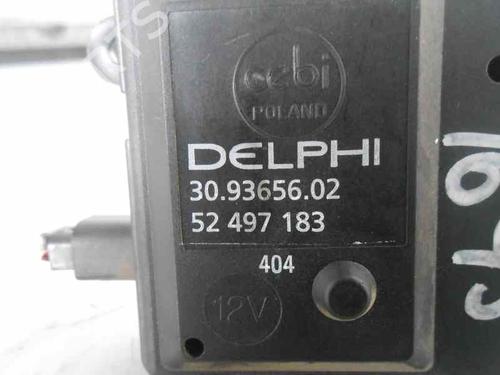 cebi
POLAND
DELPHI
30.93656.02
52 497 183
404
12V